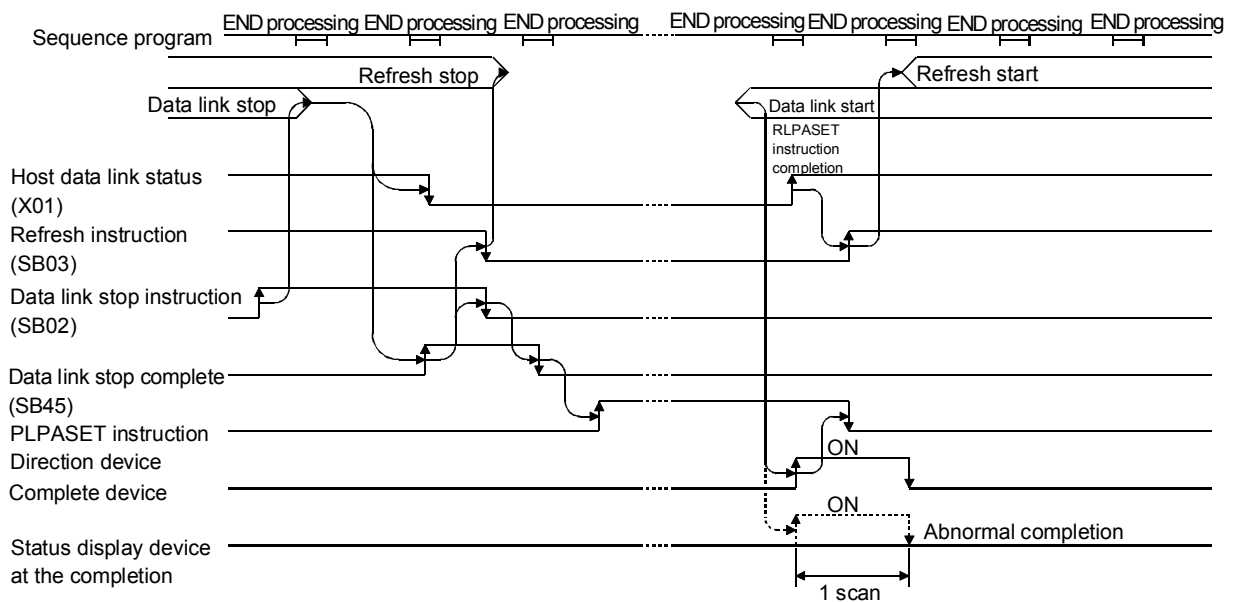 END processing END processing END processing END processing END processing END processing END processing
Sequence program
Refresh stop
Refresh start
Data link stop
Data link start
RLPASET
instruction
completion
Host data link status
(X01)
Refresh instruction
(SB03)
Data link stop instruction
(SB02)
Data link stop complete
(SB45)
PLPASET instruction
Direction device
ON
Complete device
ON
Abnormal completion
Status display device
at the completion
1 scan